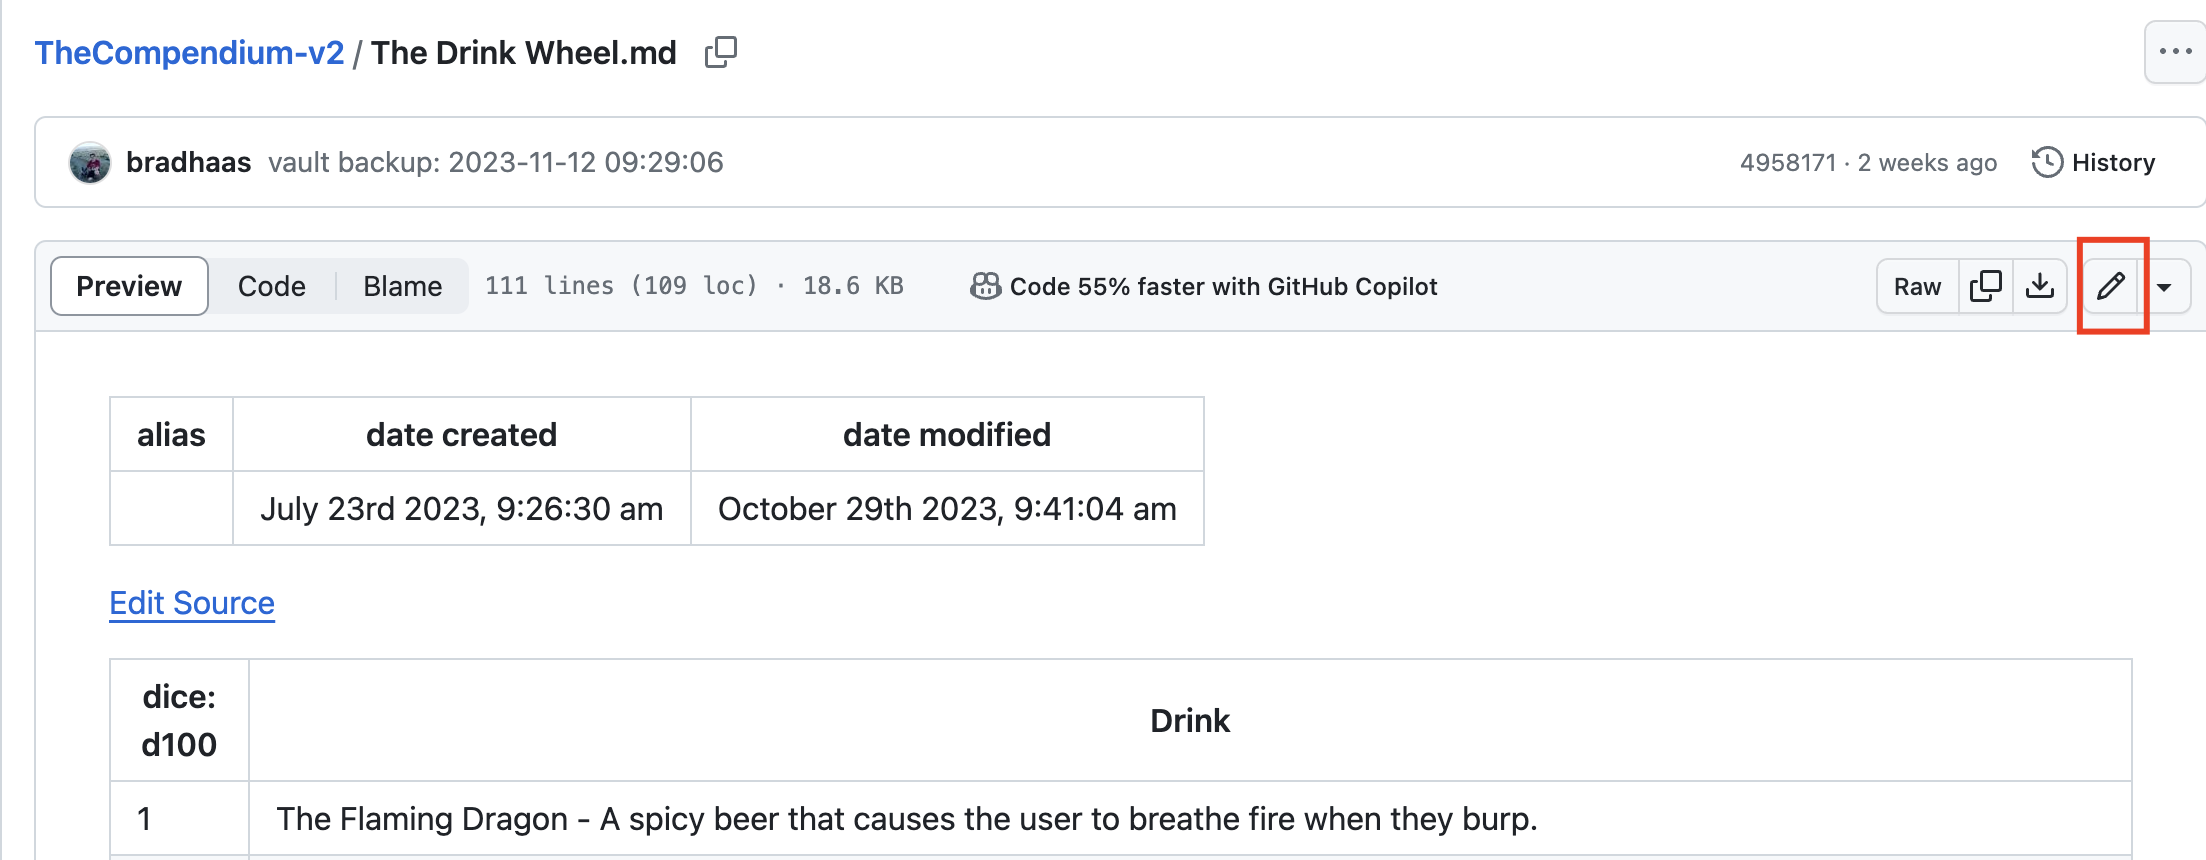 TheCompendium-v2 / The Drink Wheel.md
bradhaas vault backup: 2023-11-12 09:29:06 4958171 · 2 weeks ago History
Preview Code Blame 111 lines (109 loc) · 18.6 KB Code 55% faster with GitHub Copilot Raw
alias date created date modified
July 23rd 2023, 9:26:30 am October 29th 2023, 9:41:04 am
Edit Source
dice:
d100
Drink
1 The Flaming Dragon - A spicy beer that causes the user to breathe fire when they burp.